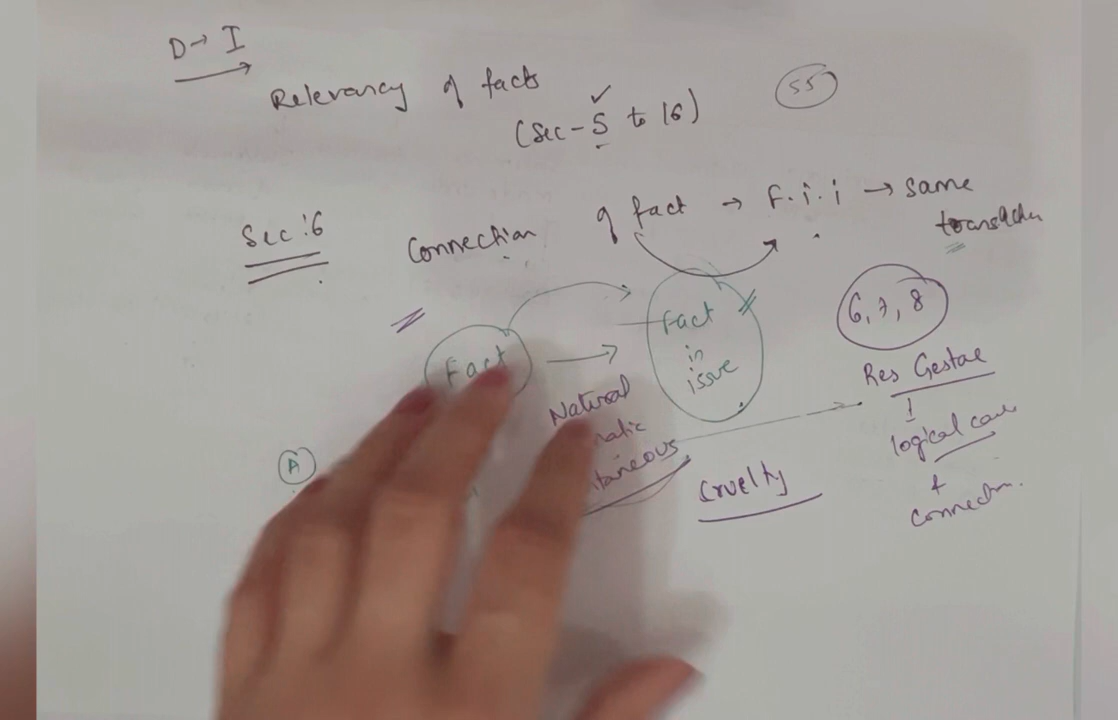 D → I
Relevancy of facts
55
(Sec - 5 to 16)
Sec : 6
Connection of fact → F.i.i → same
6, 7, 8
Fact
Fact
in
issue
Res Gestae
Natural
logical
Cruelty
A
+
connection.